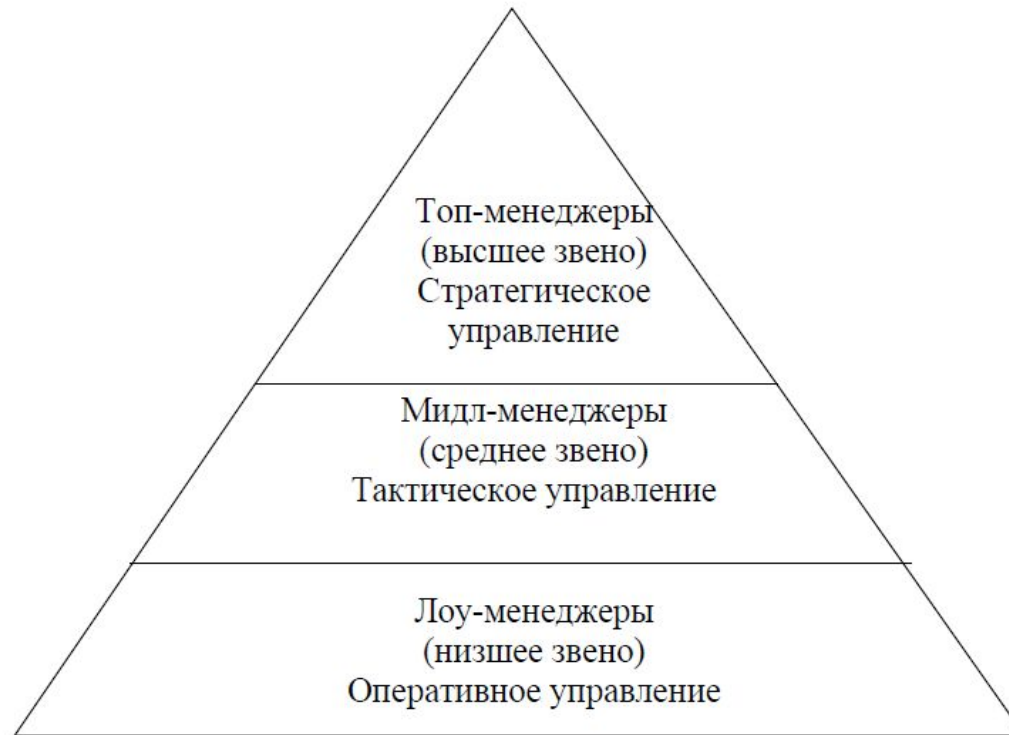 Топ-менеджеры
(высшее звено)
Стратегическое
управление
Мидл-менеджеры
(среднее звено)
Тактическое управление
Лоу-менеджеры
(низшее звено)
Оперативное управление